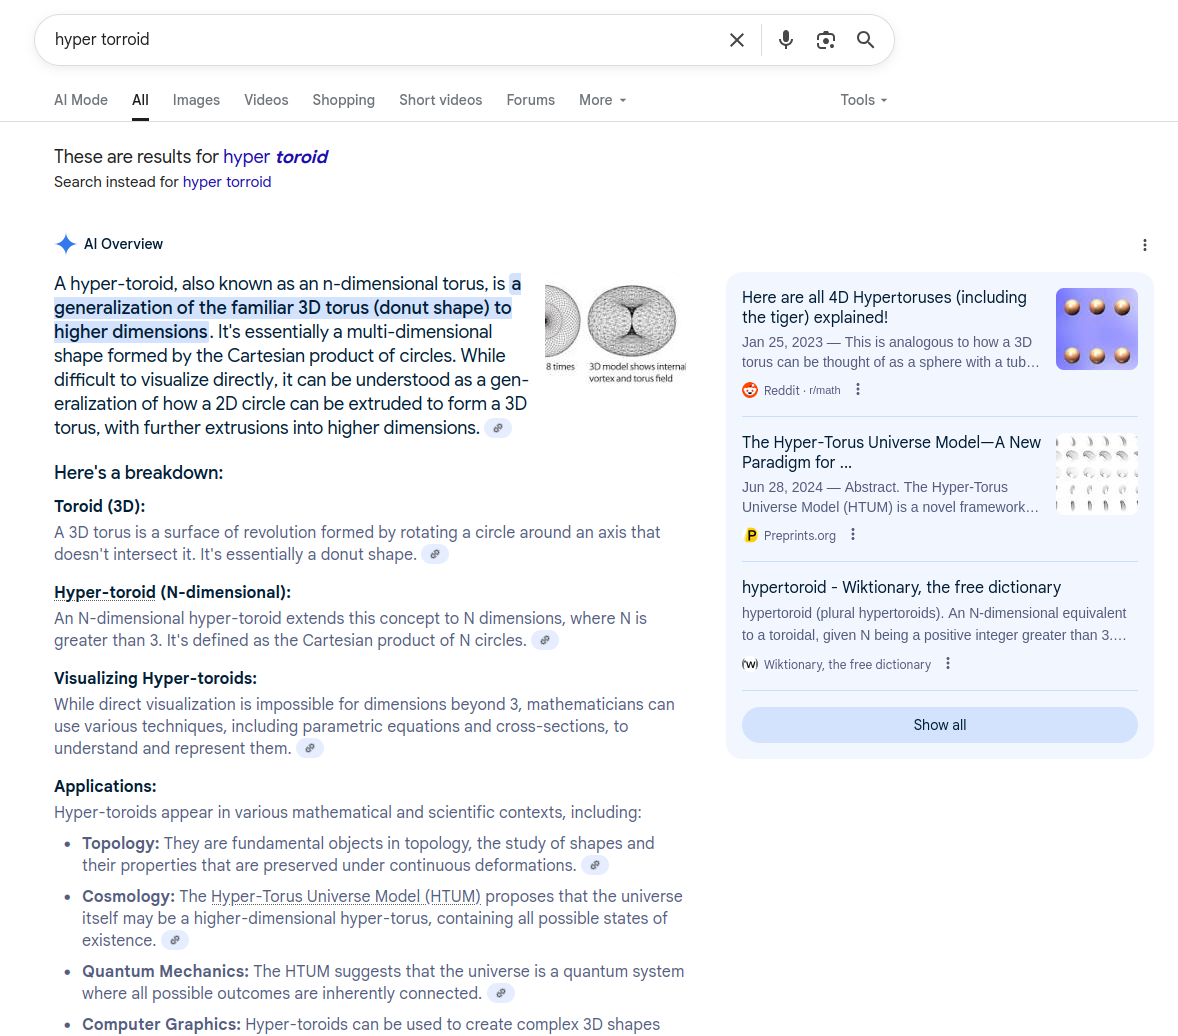 hyper torroid
AI Mode
All
Images
Videos
Shopping
Short videos
Forums
More
Tools
These are results for hyper toroid
Search instead for hyper torroid
AI Overview
A hyper-toroid, also known as an n-dimensional torus, is a
generalization of the familiar 3D torus (donut shape) to
higher dimensions. It's essentially a multi-dimensional
shape formed by the Cartesian product of circles. While
difficult to visualize directly, it can be understood as a gen-
eralization of how a 2D circle can be extruded to form a 3D
torus, with further extrusions into higher dimensions.
8 times
3D model shows internal
vortex and torus field
Here's a breakdown:
Toroid (3D):
A 3D torus is a surface of revolution formed by rotating a circle around an axis that
doesn't intersect it. It's essentially a donut shape.
Hyper-toroid (N-dimensional):
An N-dimensional hyper-toroid extends this concept to N dimensions, where N is
greater than 3. It's defined as the Cartesian product of N circles.
Visualizing Hyper-toroids:
While direct visualization is impossible for dimensions beyond 3, mathematicians can
use various techniques, including parametric equations and cross-sections, to
understand and represent them.
Applications:
Hyper-toroids appear in various mathematical and scientific contexts, including:
• Topology: They are fundamental objects in topology, the study of shapes and
their properties that are preserved under continuous deformations.
• Cosmology: The Hyper-Torus Universe Model (HTUM) proposes that the universe
itself may be a higher-dimensional hyper-torus, containing all possible states of
existence.
• Quantum Mechanics: The HTUM suggests that the universe is a quantum system
where all possible outcomes are inherently connected.
• Computer Graphics: Hyper-toroids can be used to create complex 3D shapes
Here are all 4D Hypertoruses (including
the tiger) explained!
Jan 25, 2023 — This is analogous to how a 3D
torus can be thought of as a sphere with a tub…
Reddit · r/math
The Hyper-Torus Universe Model—A New
Paradigm for ...
Jun 28, 2024 — Abstract. The Hyper-Torus
Universe Model (HTUM) is a novel framework…
P Preprints.org
hypertoroid - Wiktionary, the free dictionary
hypertoroid (plural hypertoroids). An N-dimensional equivalent
to a toroidal, given N being a positive integer greater than 3.…
W Wiktionary, the free dictionary
Show all